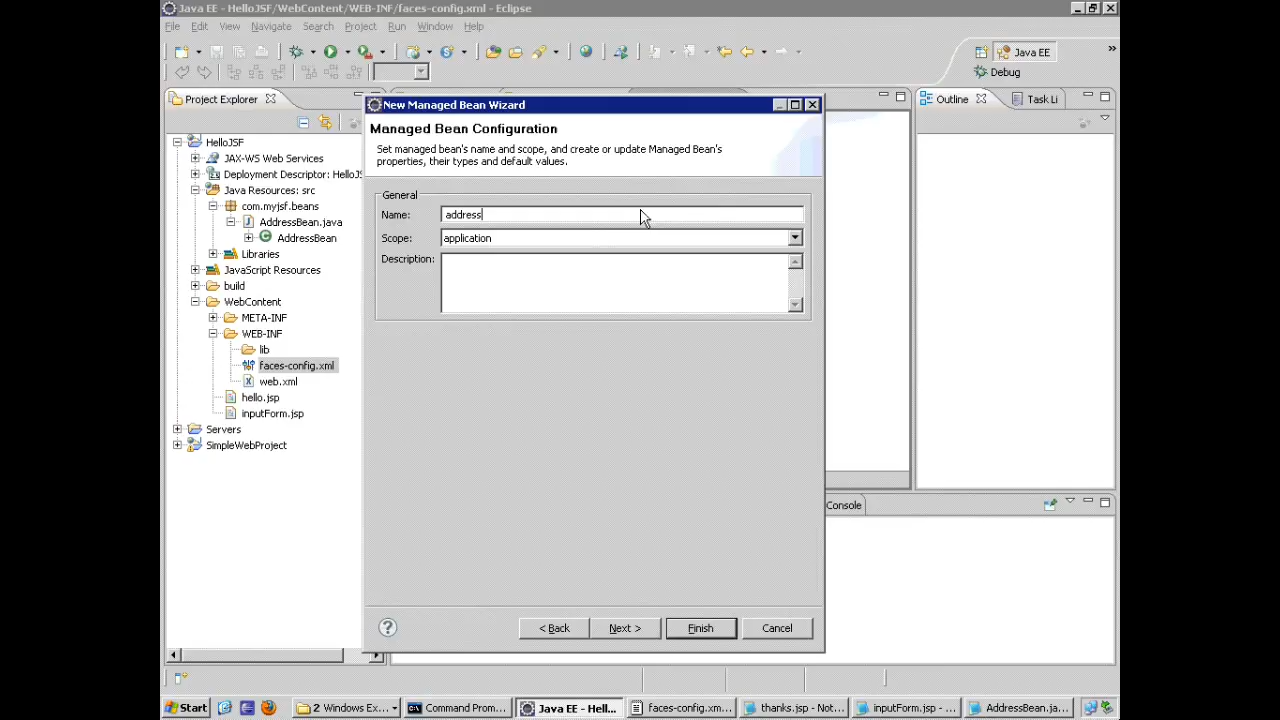 Java EE - HelloJSF/WebContent/WEB-INF/faces-config.xml - Eclipse
File Edit View Navigate Search Project Run Window Help
Java EE
Debug
Project Explorer
Outline
Task Li
HelloJSF
JAX-WS Web Services
Deployment Descriptor: HelloJS
Java Resources: src
com.myjsf.beans
AddressBean.java
AddressBean
Libraries
JavaScript Resources
build
WebContent
META-INF
WEB-INF
lib
faces-config.xml
web.xml
hello.jsp
inputForm.jsp
Servers
SimpleWebProject
New Managed Bean Wizard
Managed Bean Configuration
Set managed bean's name and scope, and create or update Managed Bean's
properties, their types and default values.
General
Name: address
Scope: application
Description:
< Back Next > Finish Cancel
Console
Start
2 Windows Ex...
Command Prom...
Java EE - Hell...
faces-config.xm...
thanks.jsp - Not...
inputForm.jsp - ...
AddressBean.ja...